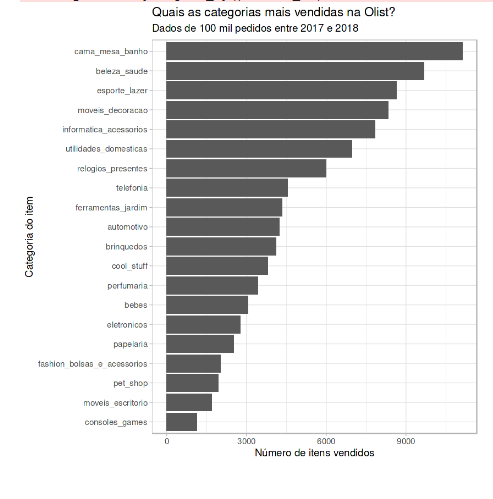 Quais as categorias mais vendidas na Olist?
Dados de 100 mil pedidos entre 2017 e 2018
Categoria do item
cama_mesa_banho
beleza_saude
esporte_lazer
moveis_decoracao
informatica_acessorios
utilidades_domesticas
relogios_presentes
telefonia
ferramentas_jardim
automotivo
brinquedos
cool_stuff
perfumaria
bebes
eletronicos
papelaria
fashion_bolsas_e_acessorios
pet_shop
moveis_escritorio
consoles_games
0 3000 6000 9000
Número de itens vendidos